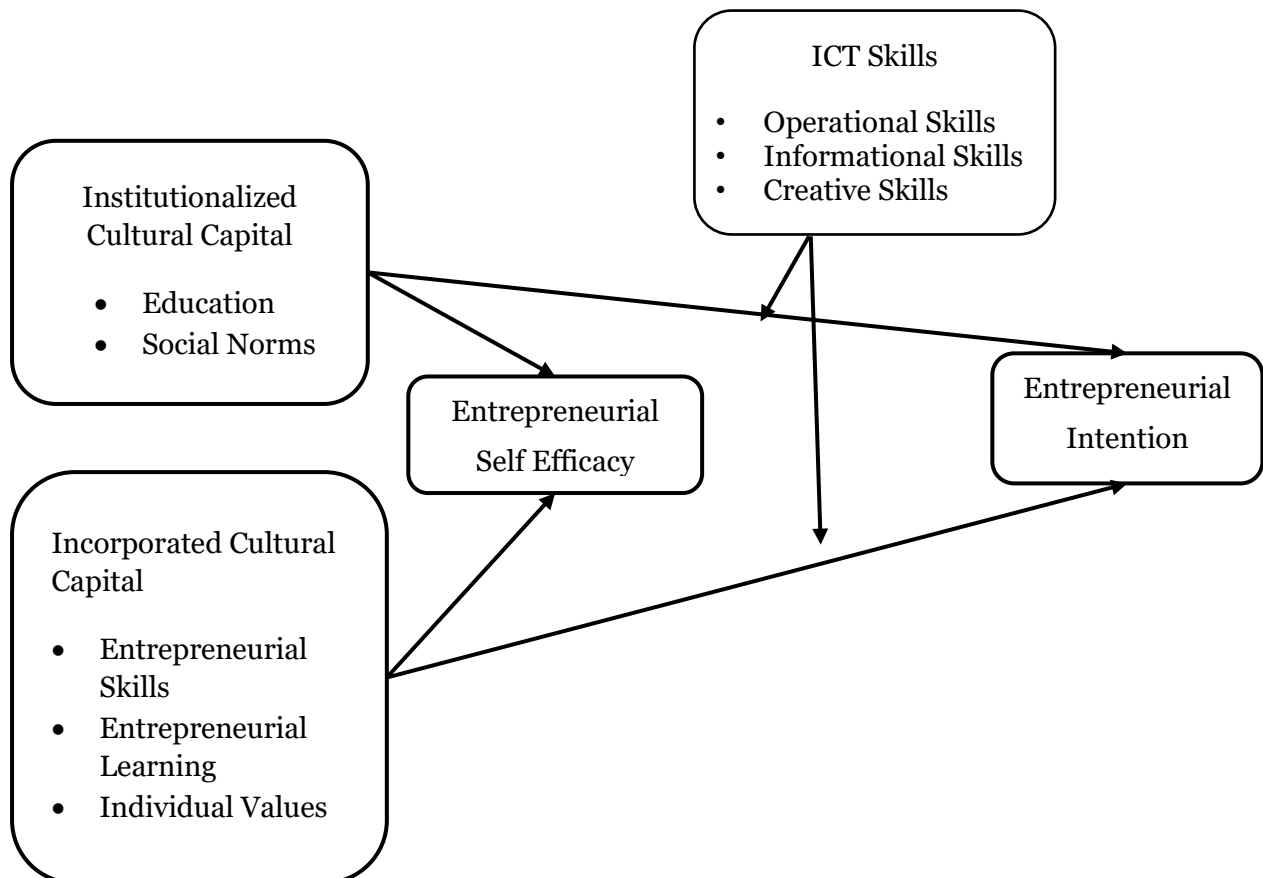 ICT Skills
• Operational Skills
• Informational Skills
• Creative Skills
Institutionalized
Cultural Capital
• Education
• Social Norms
Entrepreneurial
Self Efficacy
Entrepreneurial
Intention
Incorporated Cultural
Capital
• Entrepreneurial
Skills
• Entrepreneurial
Learning
• Individual Values